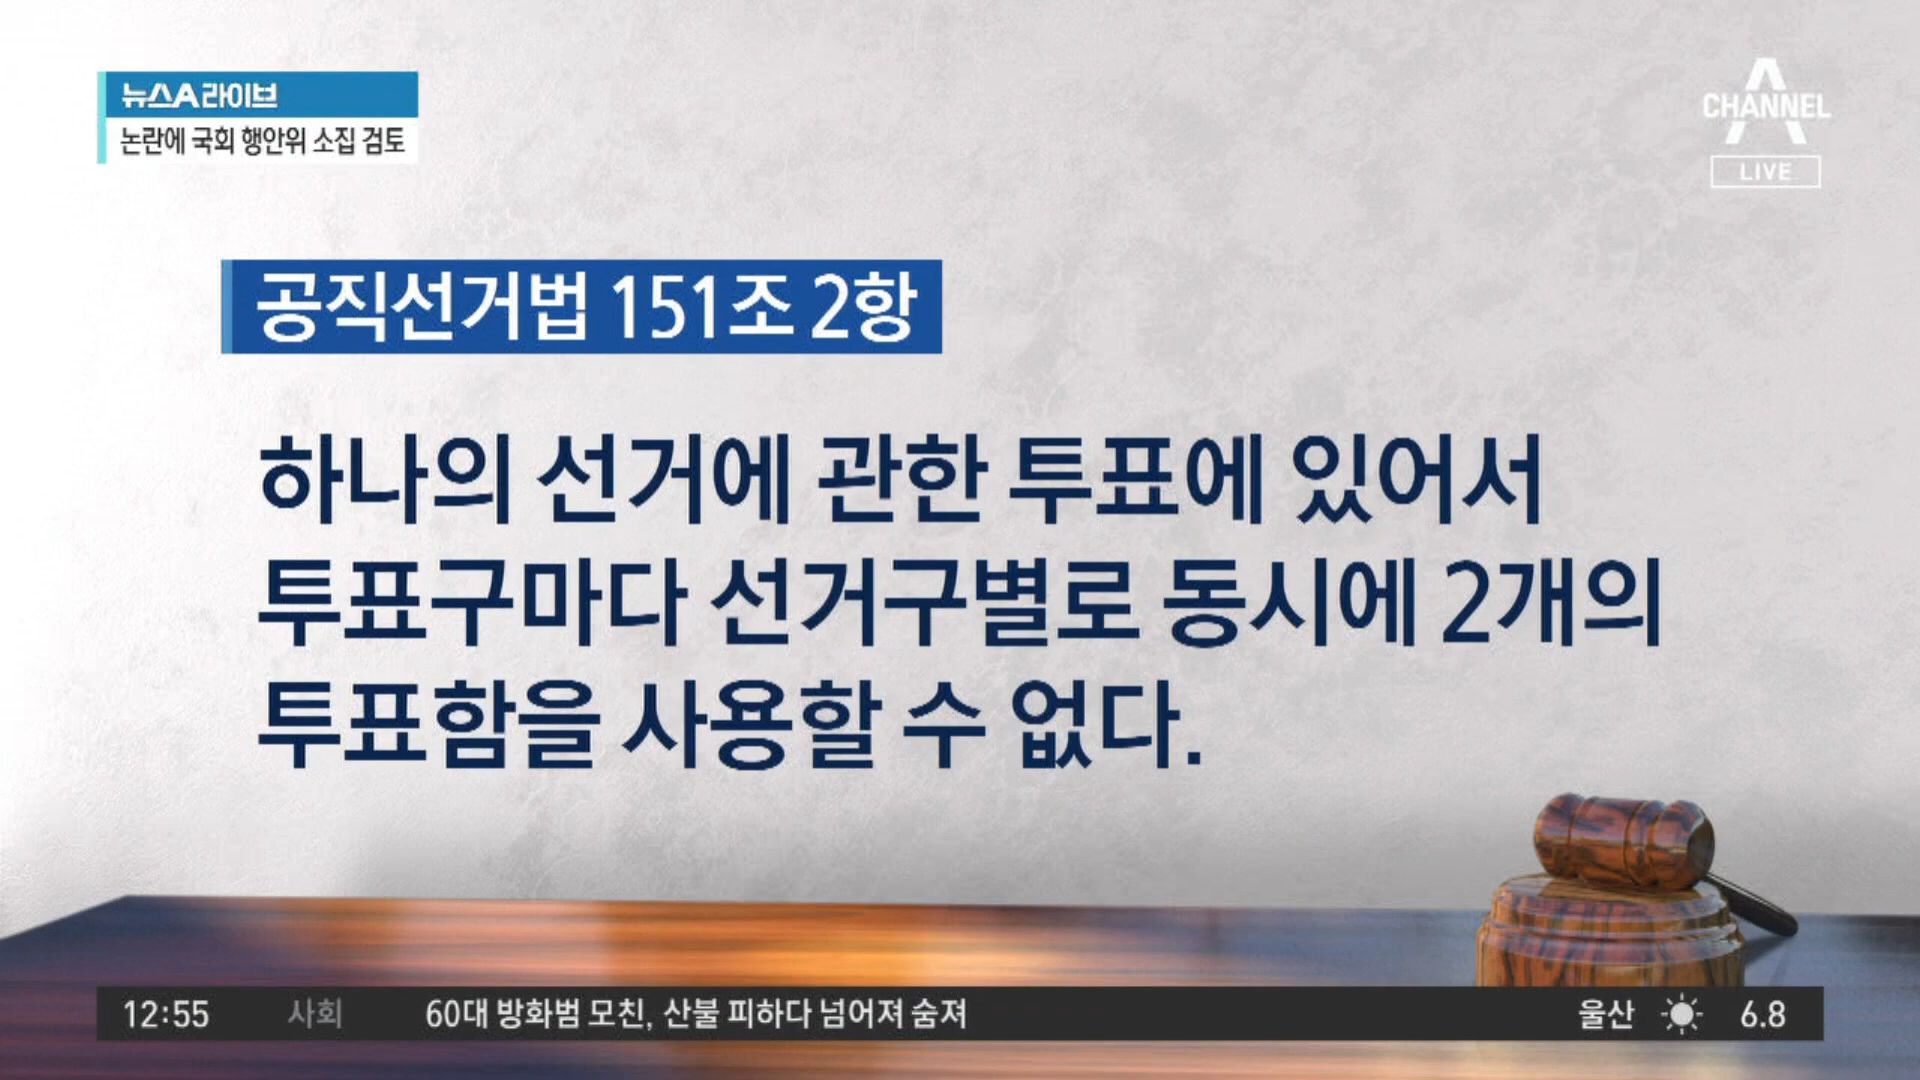 뉴스A 라이브
논란에 국회 행안위 소집 검토
CHANNEL A
LIVE
공직선거법 151조 2항
하나의 선거에 관한 투표에 있어서
투표구마다 선거구별로 동시에 2개의
투표함을 사용할 수 없다.
12:55 사회 60대 방화범 모친, 산불 피하다 넘어져 숨져 울산 6.8